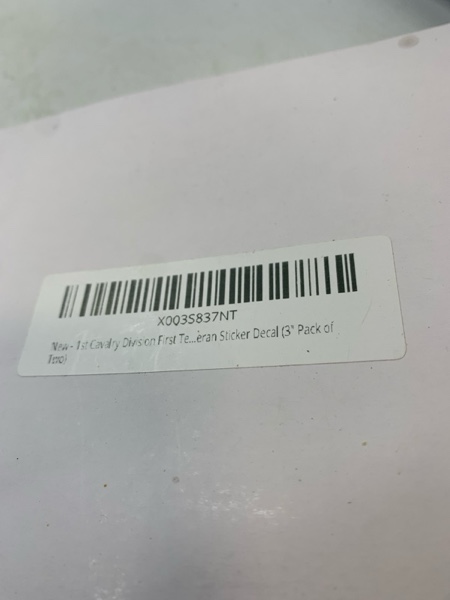 X003S837NT
New - 1st Cavalry Division First Te...eran Sticker Decal (3" Pack of
Two)